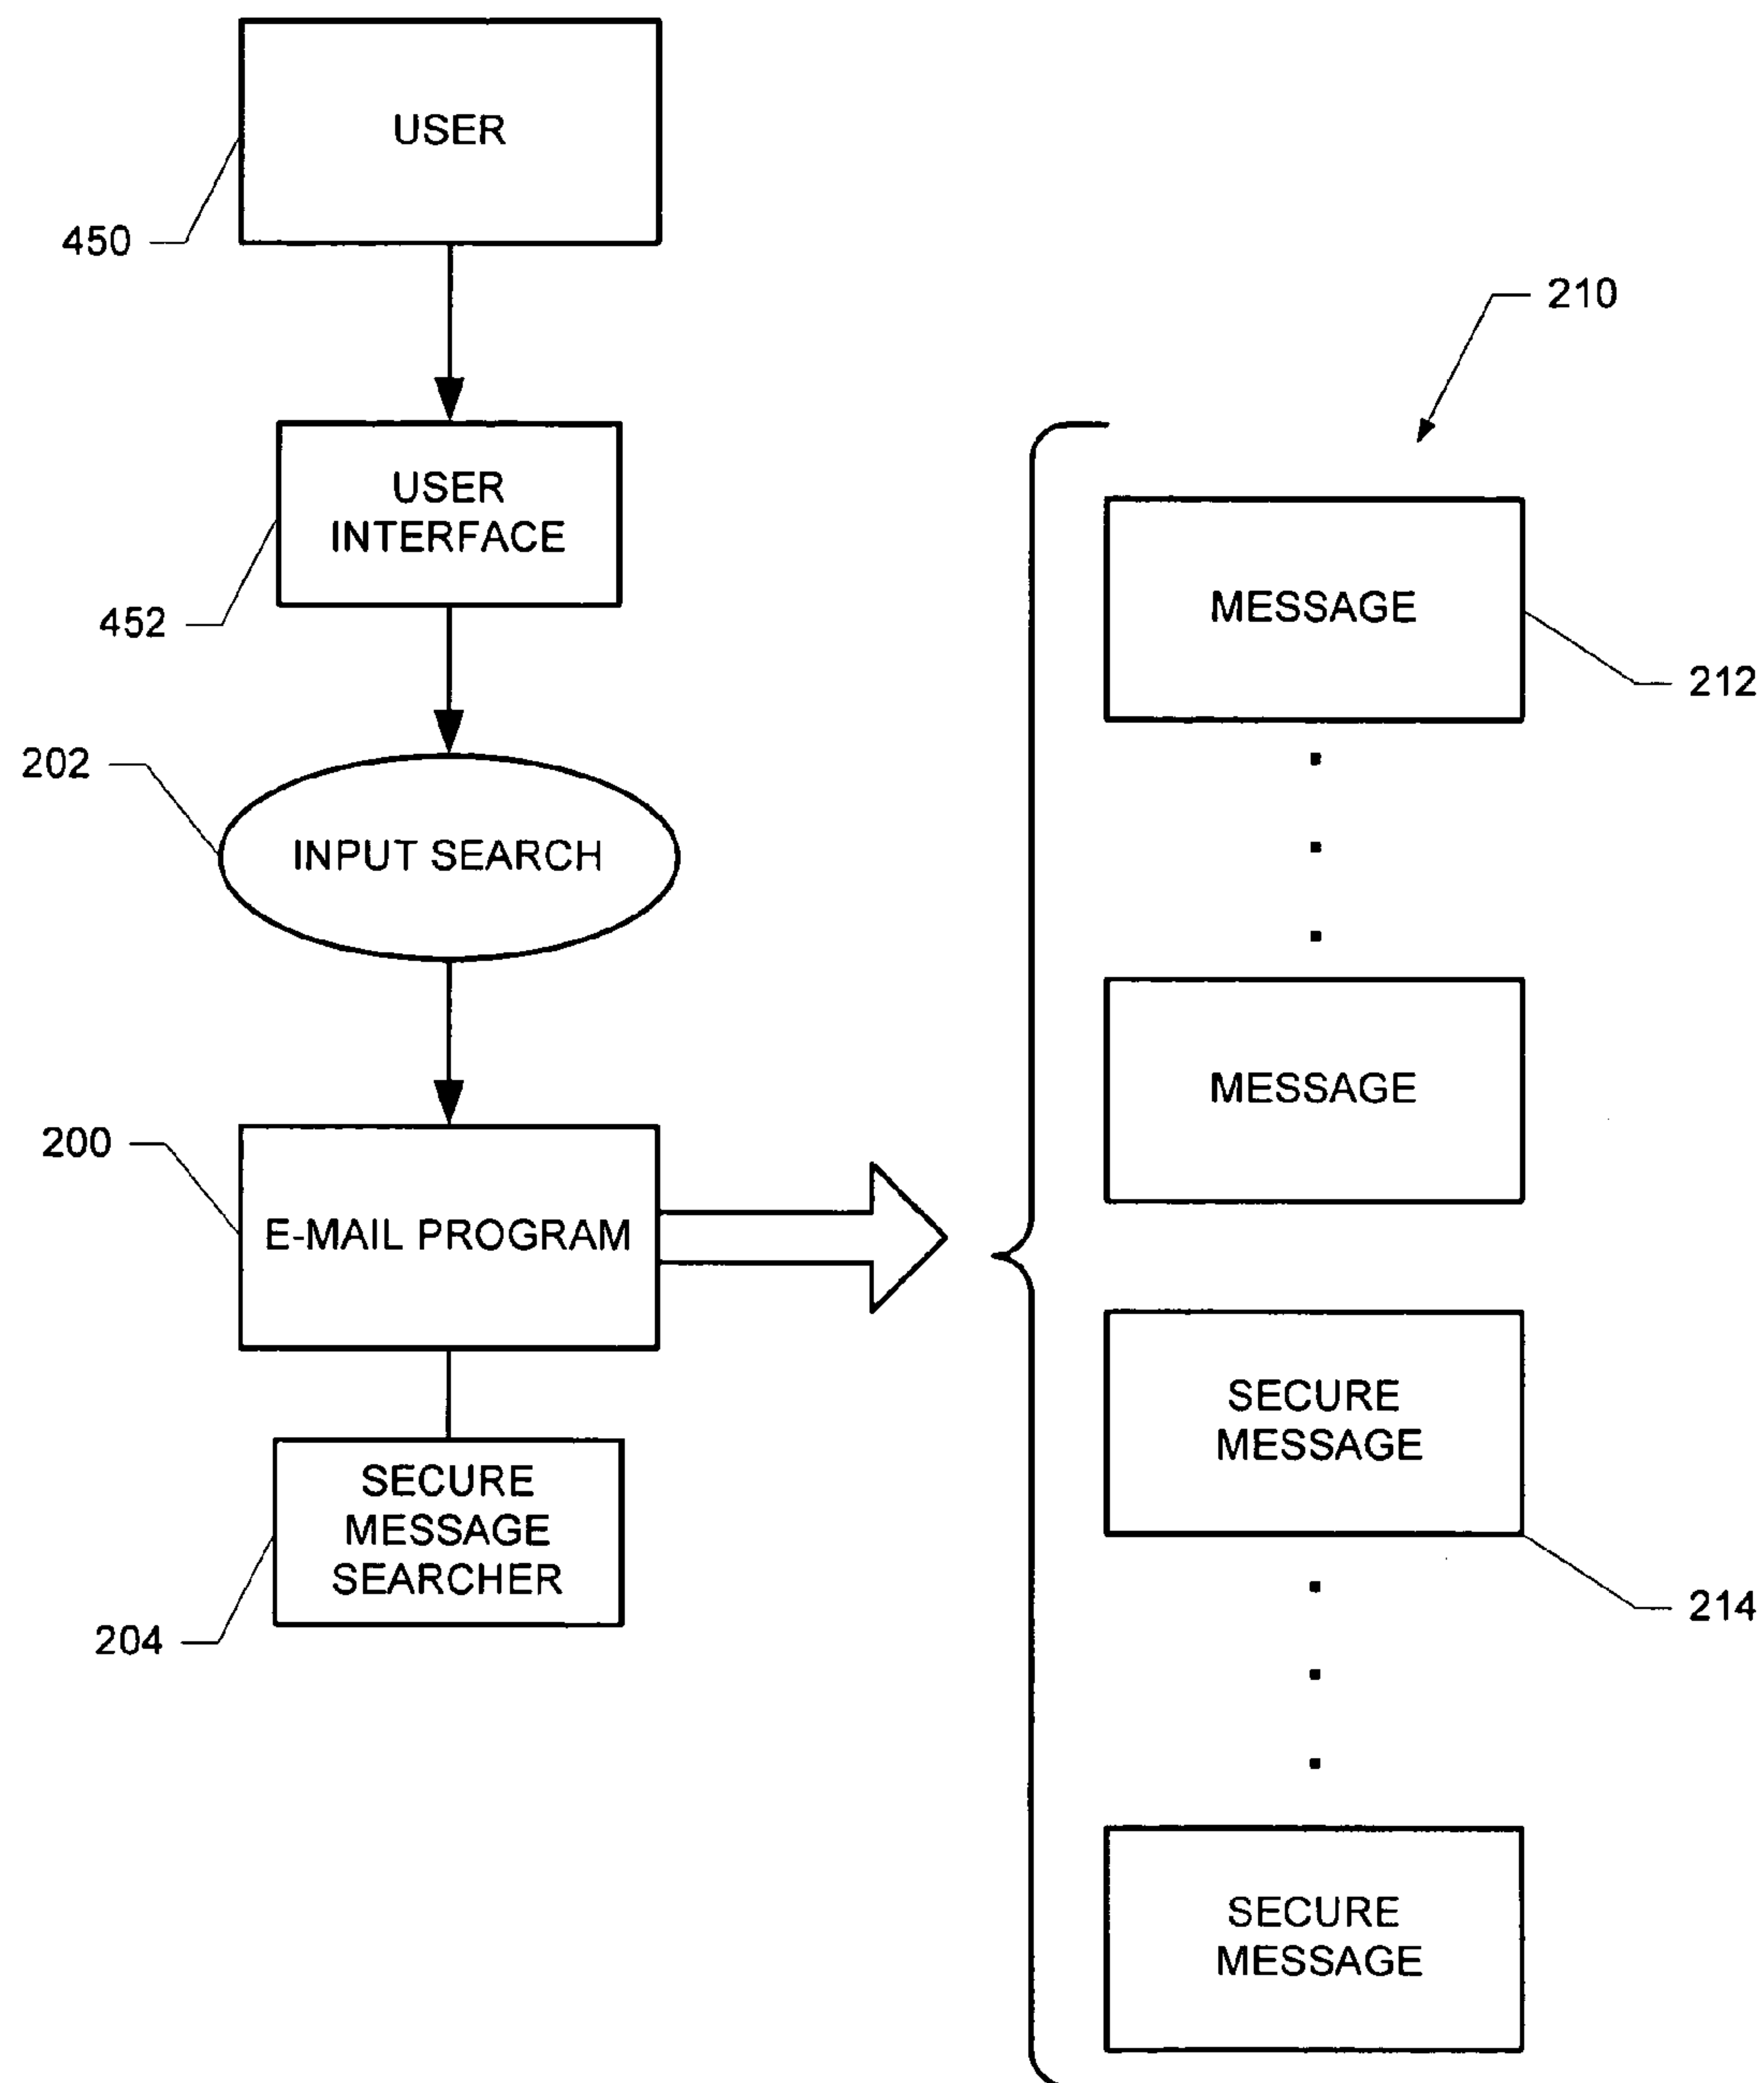 USER
450
210
USER
INTERFACE
452
MESSAGE
212
202
INPUT SEARCH
MESSAGE
200
E-MAIL PROGRAM
SECURE
MESSAGE
214
SECURE
MESSAGE
SEARCHER
204
SECURE
MESSAGE